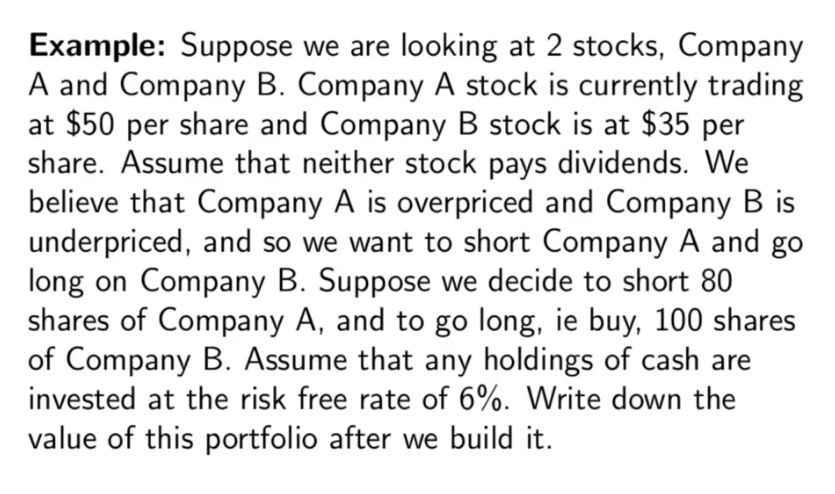 Example: Suppose we are looking at 2 stocks, Company
A and Company B. Company A stock is currently trading
at $50 per share and Company B stock is at $35 per
share. Assume that neither stock pays dividends. We
believe that Company A is overpriced and Company B is
underpriced, and so we want to short Company A and go
long on Company B. Suppose we decide to short 80
shares of Company A, and to go long, ie buy, 100 shares
of Company B. Assume that any holdings of cash are
invested at the risk free rate of 6%. Write down the
value of this portfolio after we build it.